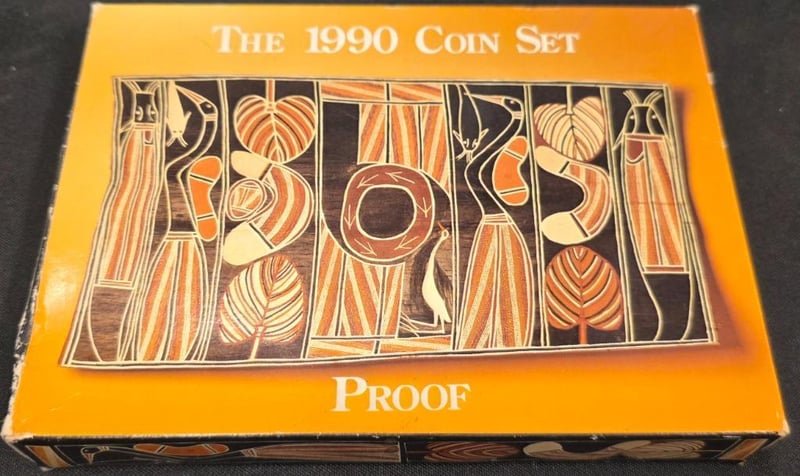 THE 1990 COIN SET
PROOF